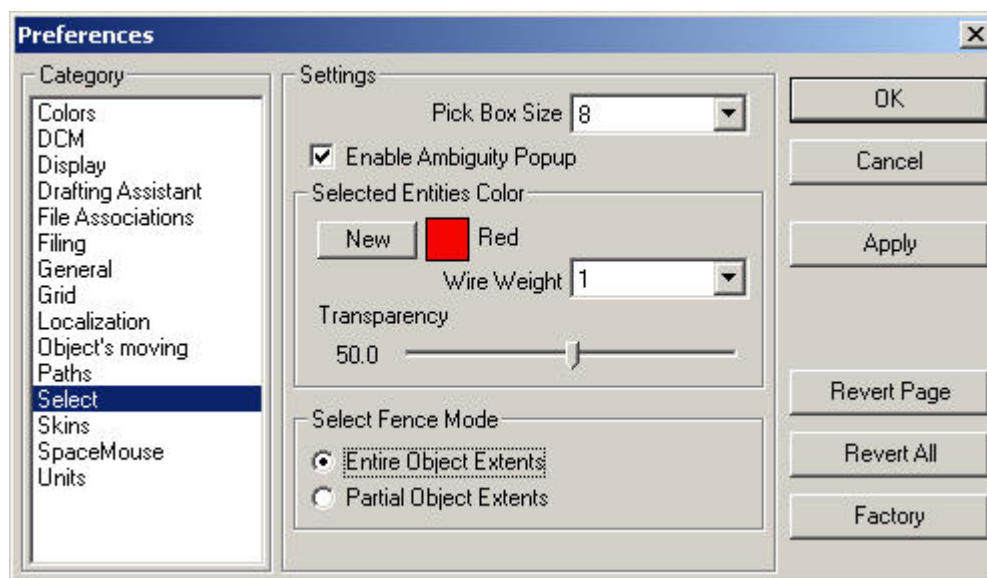 Preferences
Category
Colors
DCM
Display
Drafting Assistant
File Associations
Filing
General
Grid
Localization
Object's moving
Paths
Select
Skins
SpaceMouse
Units
Settings
Pick Box Size 8
Enable Ambiguity Popup
Selected Entities Color
New Red
Wire Weight 1
Transparency
50.0
Select Fence Mode
Entire Object Extents
Partial Object Extents
OK
Cancel
Apply
Revert Page
Revert All
Factory